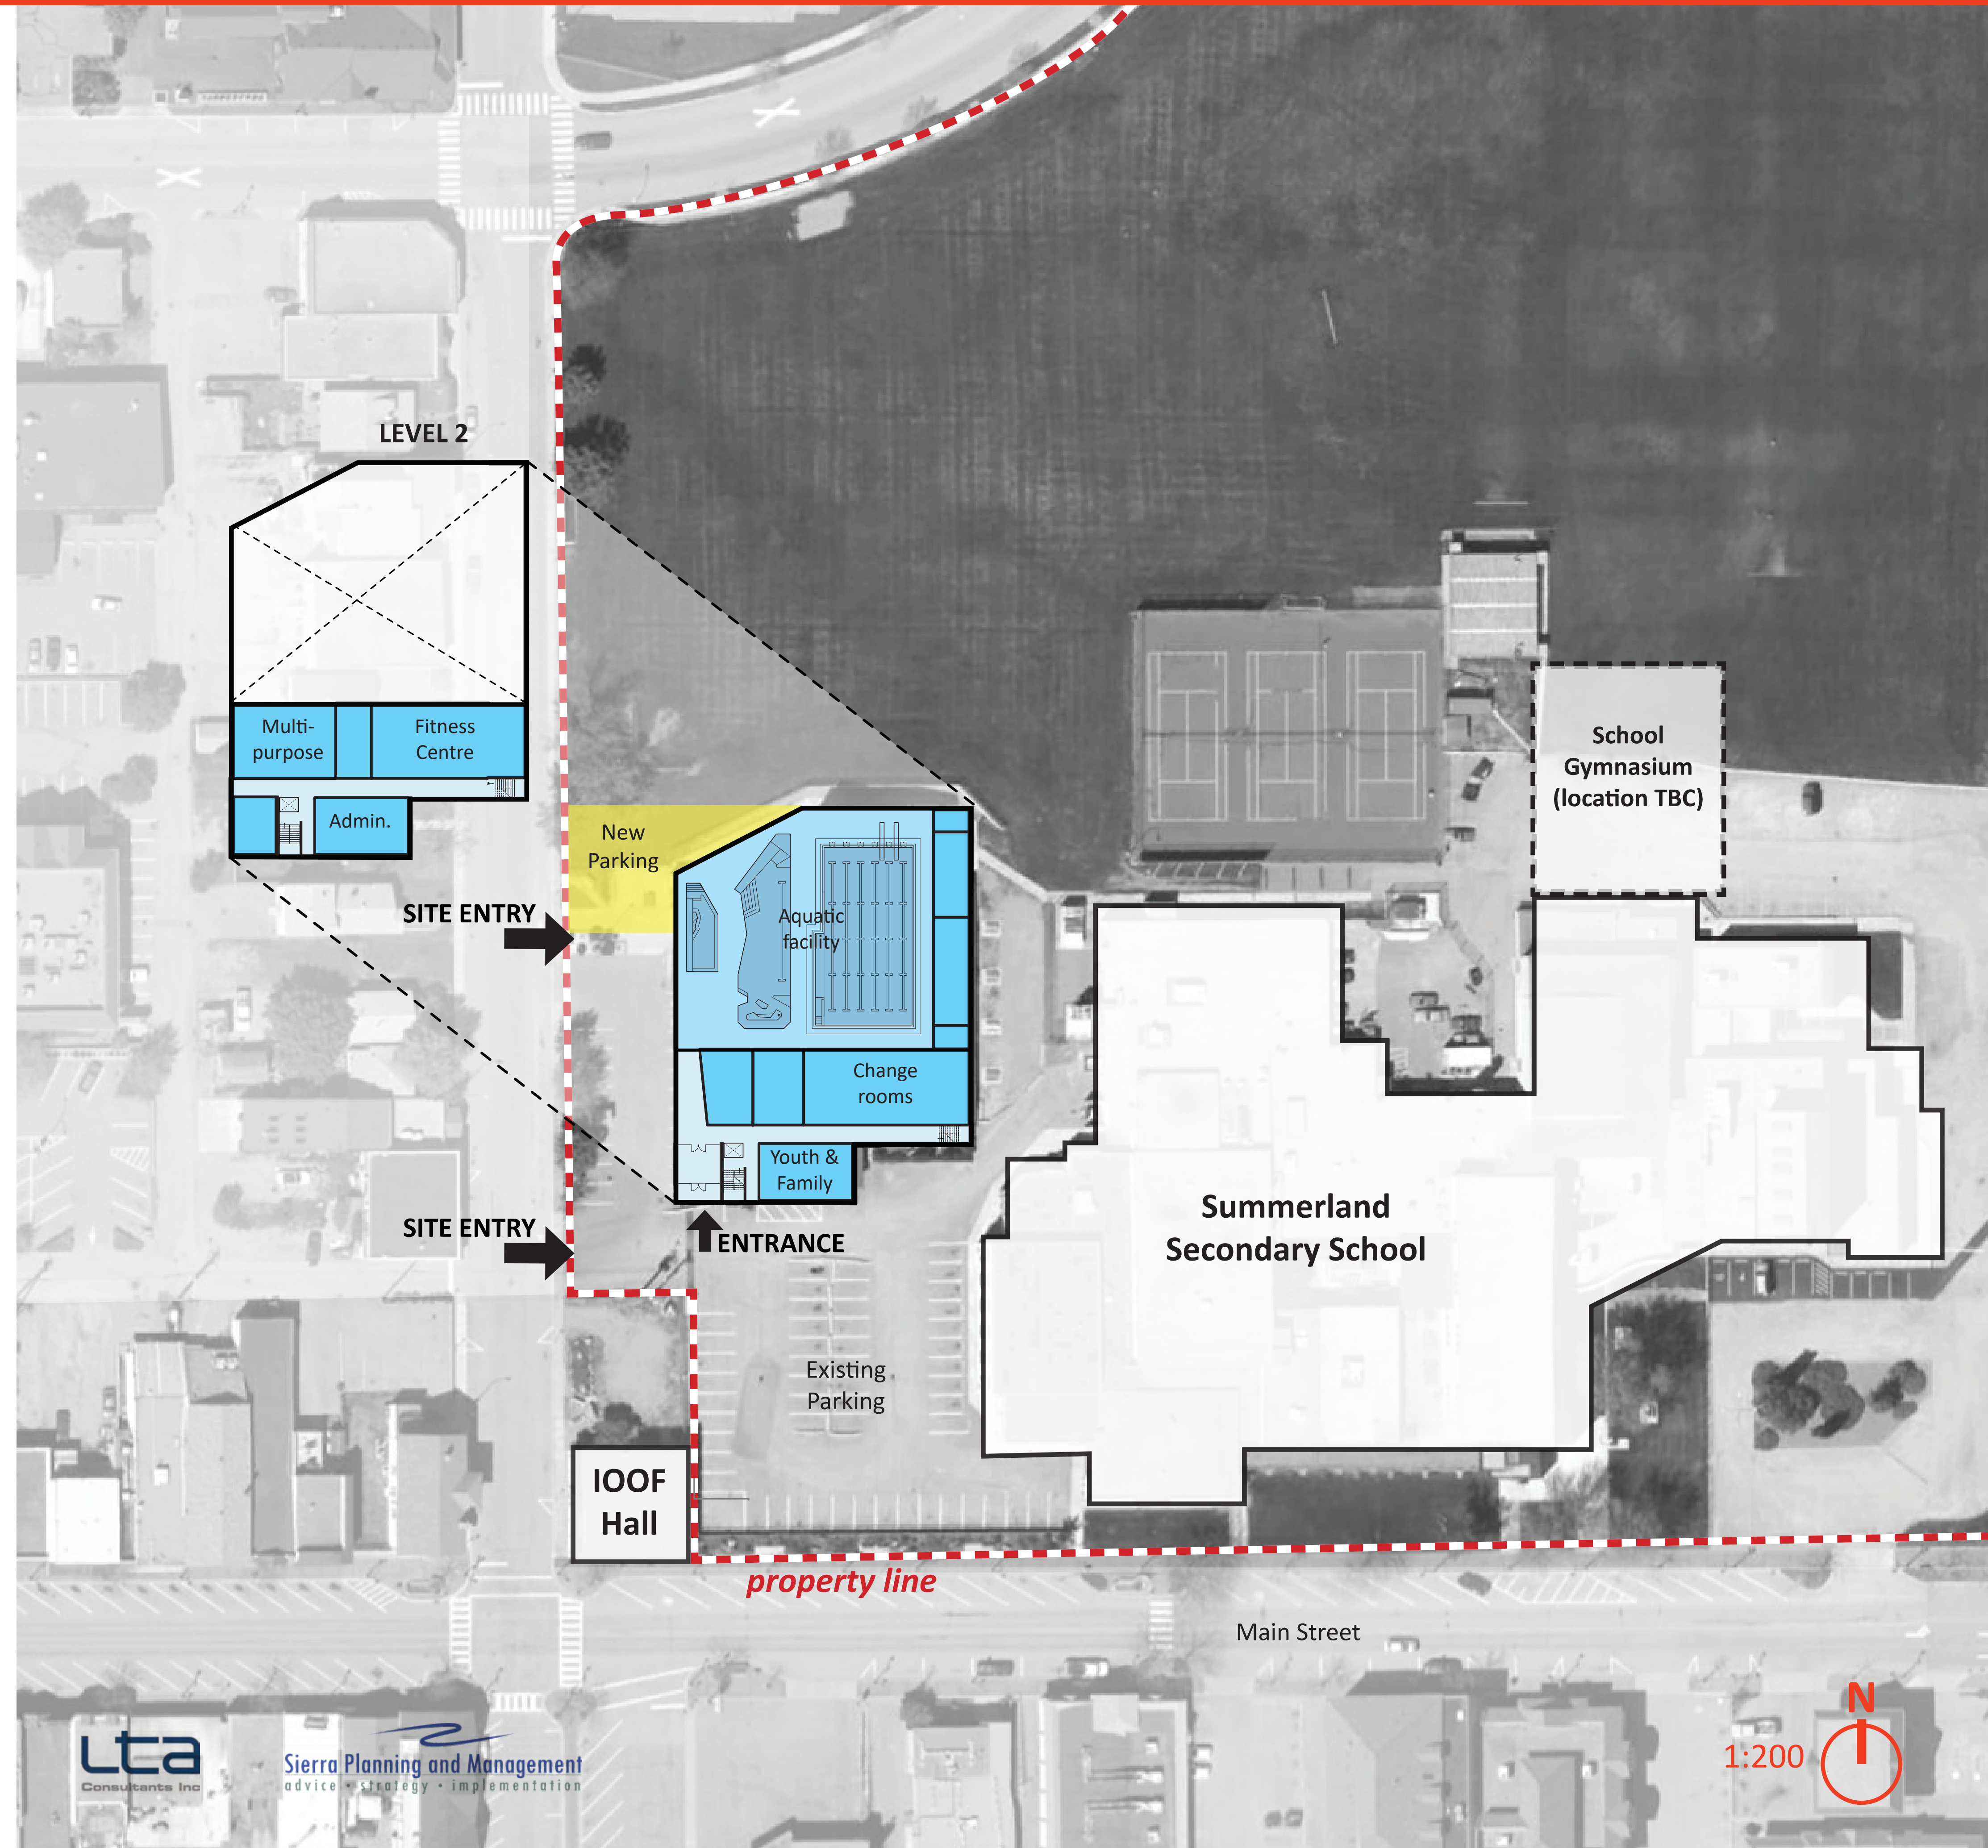 LEVEL 2
Multi-
purpose
Fitness
Centre
Admin.
New
Parking
SITE ENTRY
Aquatic
facility
Change
rooms
Youth &
Family
SITE ENTRY
ENTRANCE
School
Gymnasium
(location TBC)
Summerland
Secondary School
Existing
Parking
IOOF
Hall
property line
Main Street
N
1:200
LTA
Consultants Inc
Sierra Planning and Management
advice • strategy • implementation